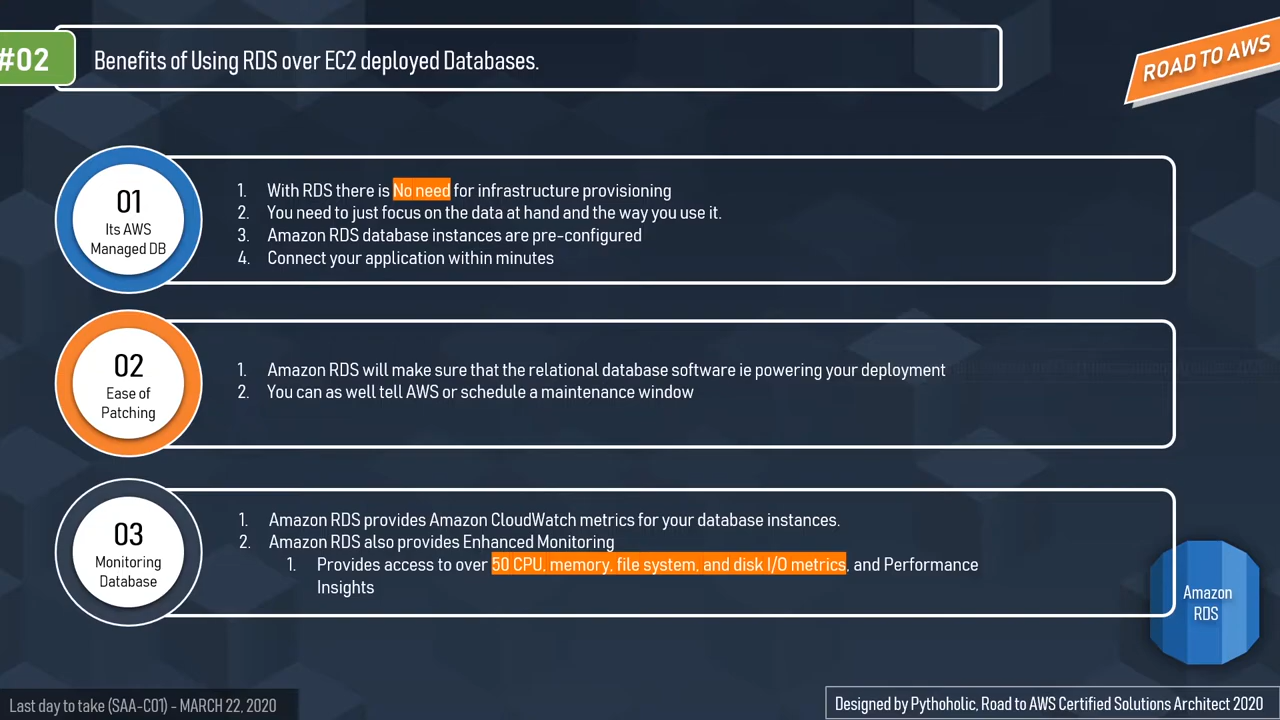 #02
Benefits of Using RDS over EC2 deployed Databases.
ROAD TO AWS
01
Its AWS
Managed DB
1. With RDS there is No need for infrastructure provisioning
2. You need to just focus on the data at hand and the way you use it.
3. Amazon RDS database instances are pre-configured
4. Connect your application within minutes
02
Ease of
Patching
1. Amazon RDS will make sure that the relational database software ie powering your deployment
2. You can as well tell AWS or schedule a maintenance window
03
Monitoring
Database
1. Amazon RDS provides Amazon CloudWatch metrics for your database instances.
2. Amazon RDS also provides Enhanced Monitoring
1. Provides access to over 50 CPU, memory, file system, and disk I/O metrics, and Performance
Insights
Amazon
RDS
Last day to take (SAA-C01) - MARCH 22, 2020
Designed by Pythoholic, Road to AWS Certified Solutions Architect 2020